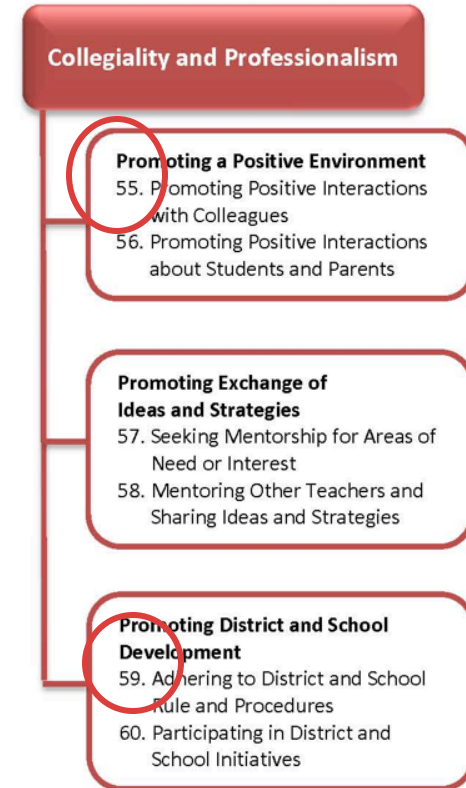 Collegiality and Professionalism
Promoting a Positive Environment
55. Promoting Positive Interactions
with Colleagues
56. Promoting Positive Interactions
about Students and Parents
Promoting Exchange of
Ideas and Strategies
57. Seeking Mentorship for Areas of
Need or Interest
58. Mentoring Other Teachers and
Sharing Ideas and Strategies
Promoting District and School
Development
59. Adhering to District and School
Rule and Procedures
60. Participating in District and
School Initiatives